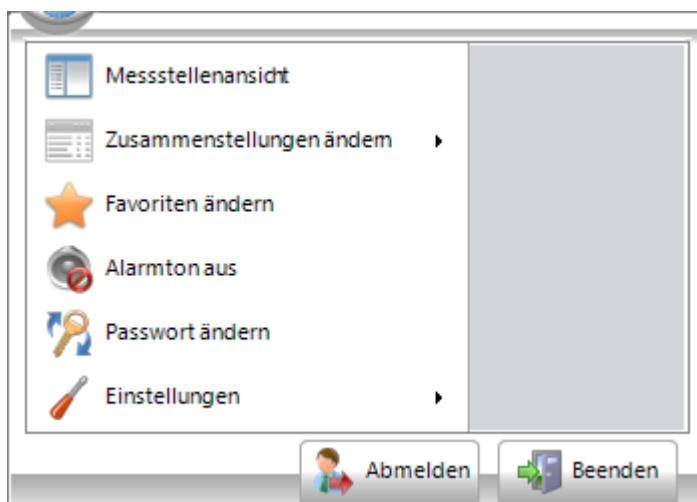 Messstellenansicht
Zusammenstellungen ändern
Favoriten ändern
Alarmton aus
Passwort ändern
Einstellungen
Abmelden
Beenden